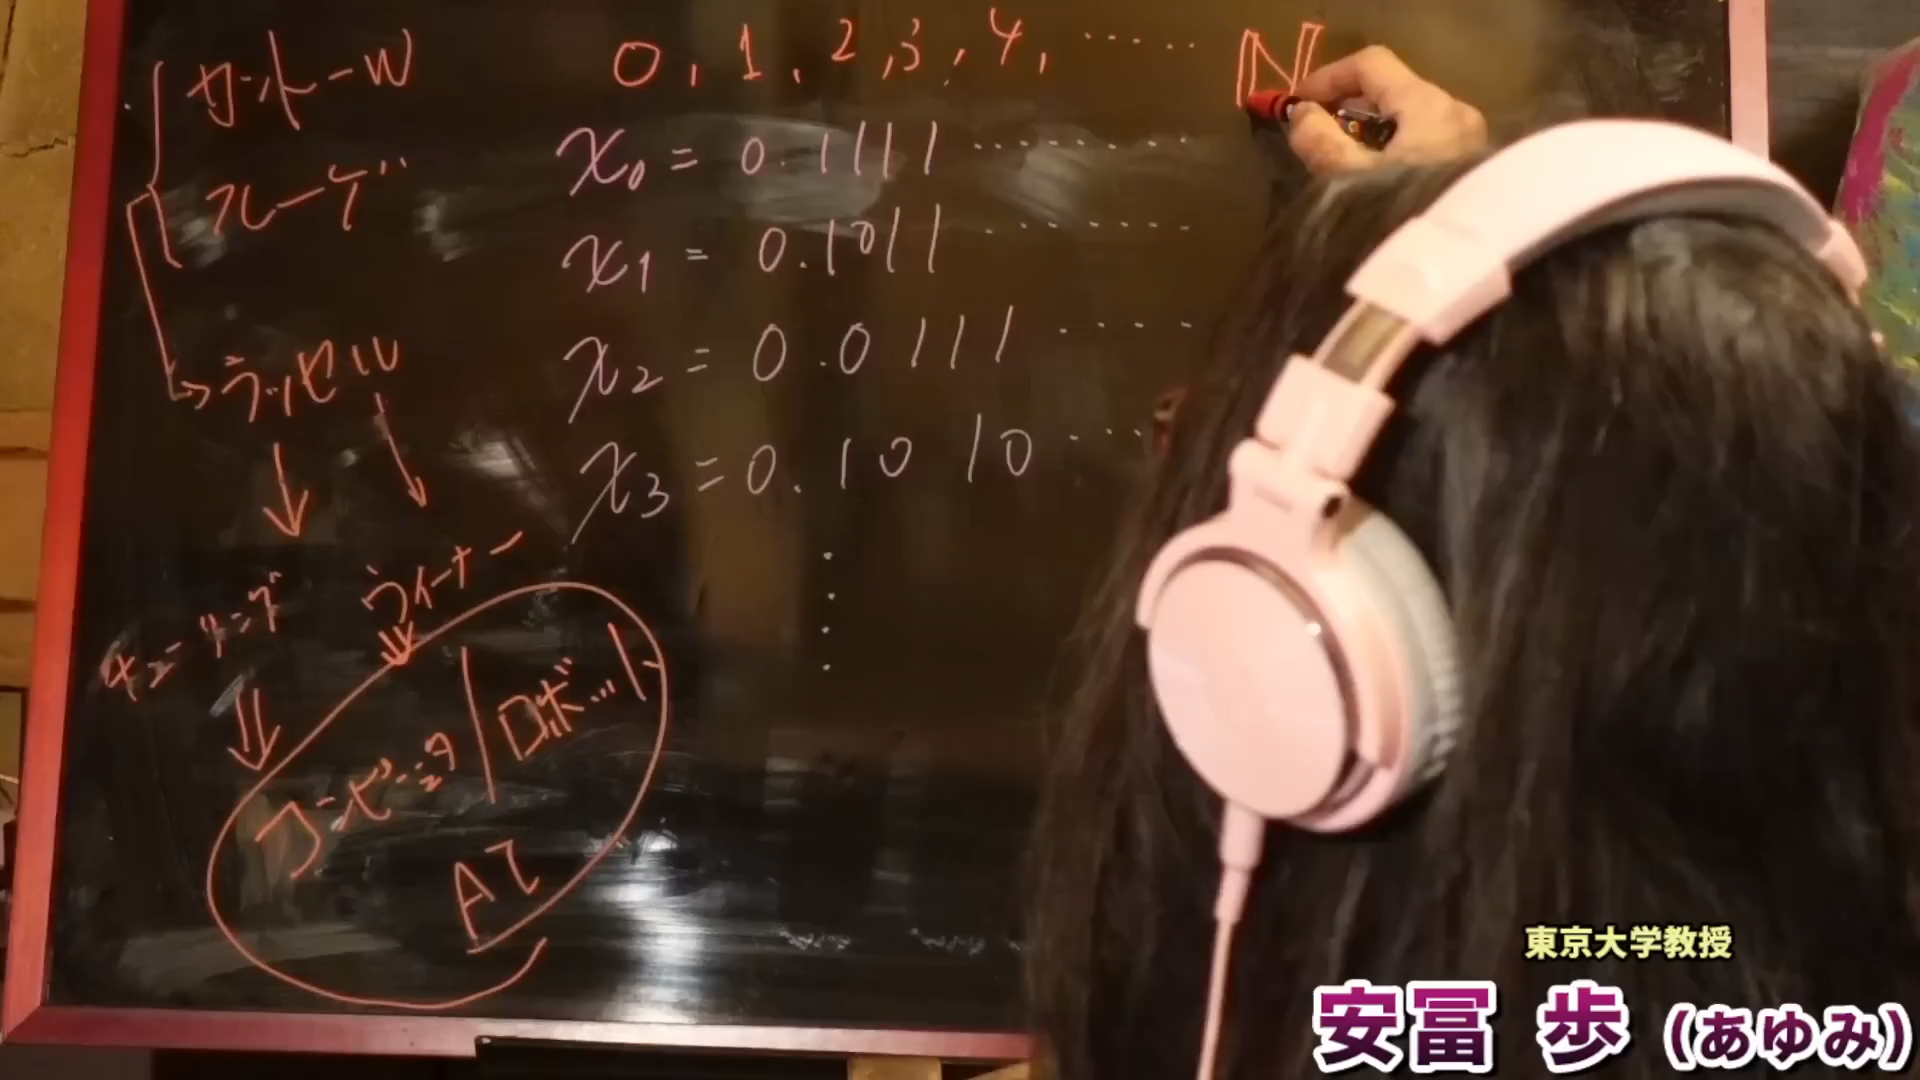 カントール
フレーゲ
ラッセル
チューリング
ウィーナー
コンピュータ/ロボット
AI
0, 1, 2, 3, 4, ...... N
x₀ = 0.1111 ........
x₁ = 0.1011 ........
x₂ = 0.0111 ....
x₃ = 0.1010 ...
東京大学教授
安冨 歩 (あゆみ)